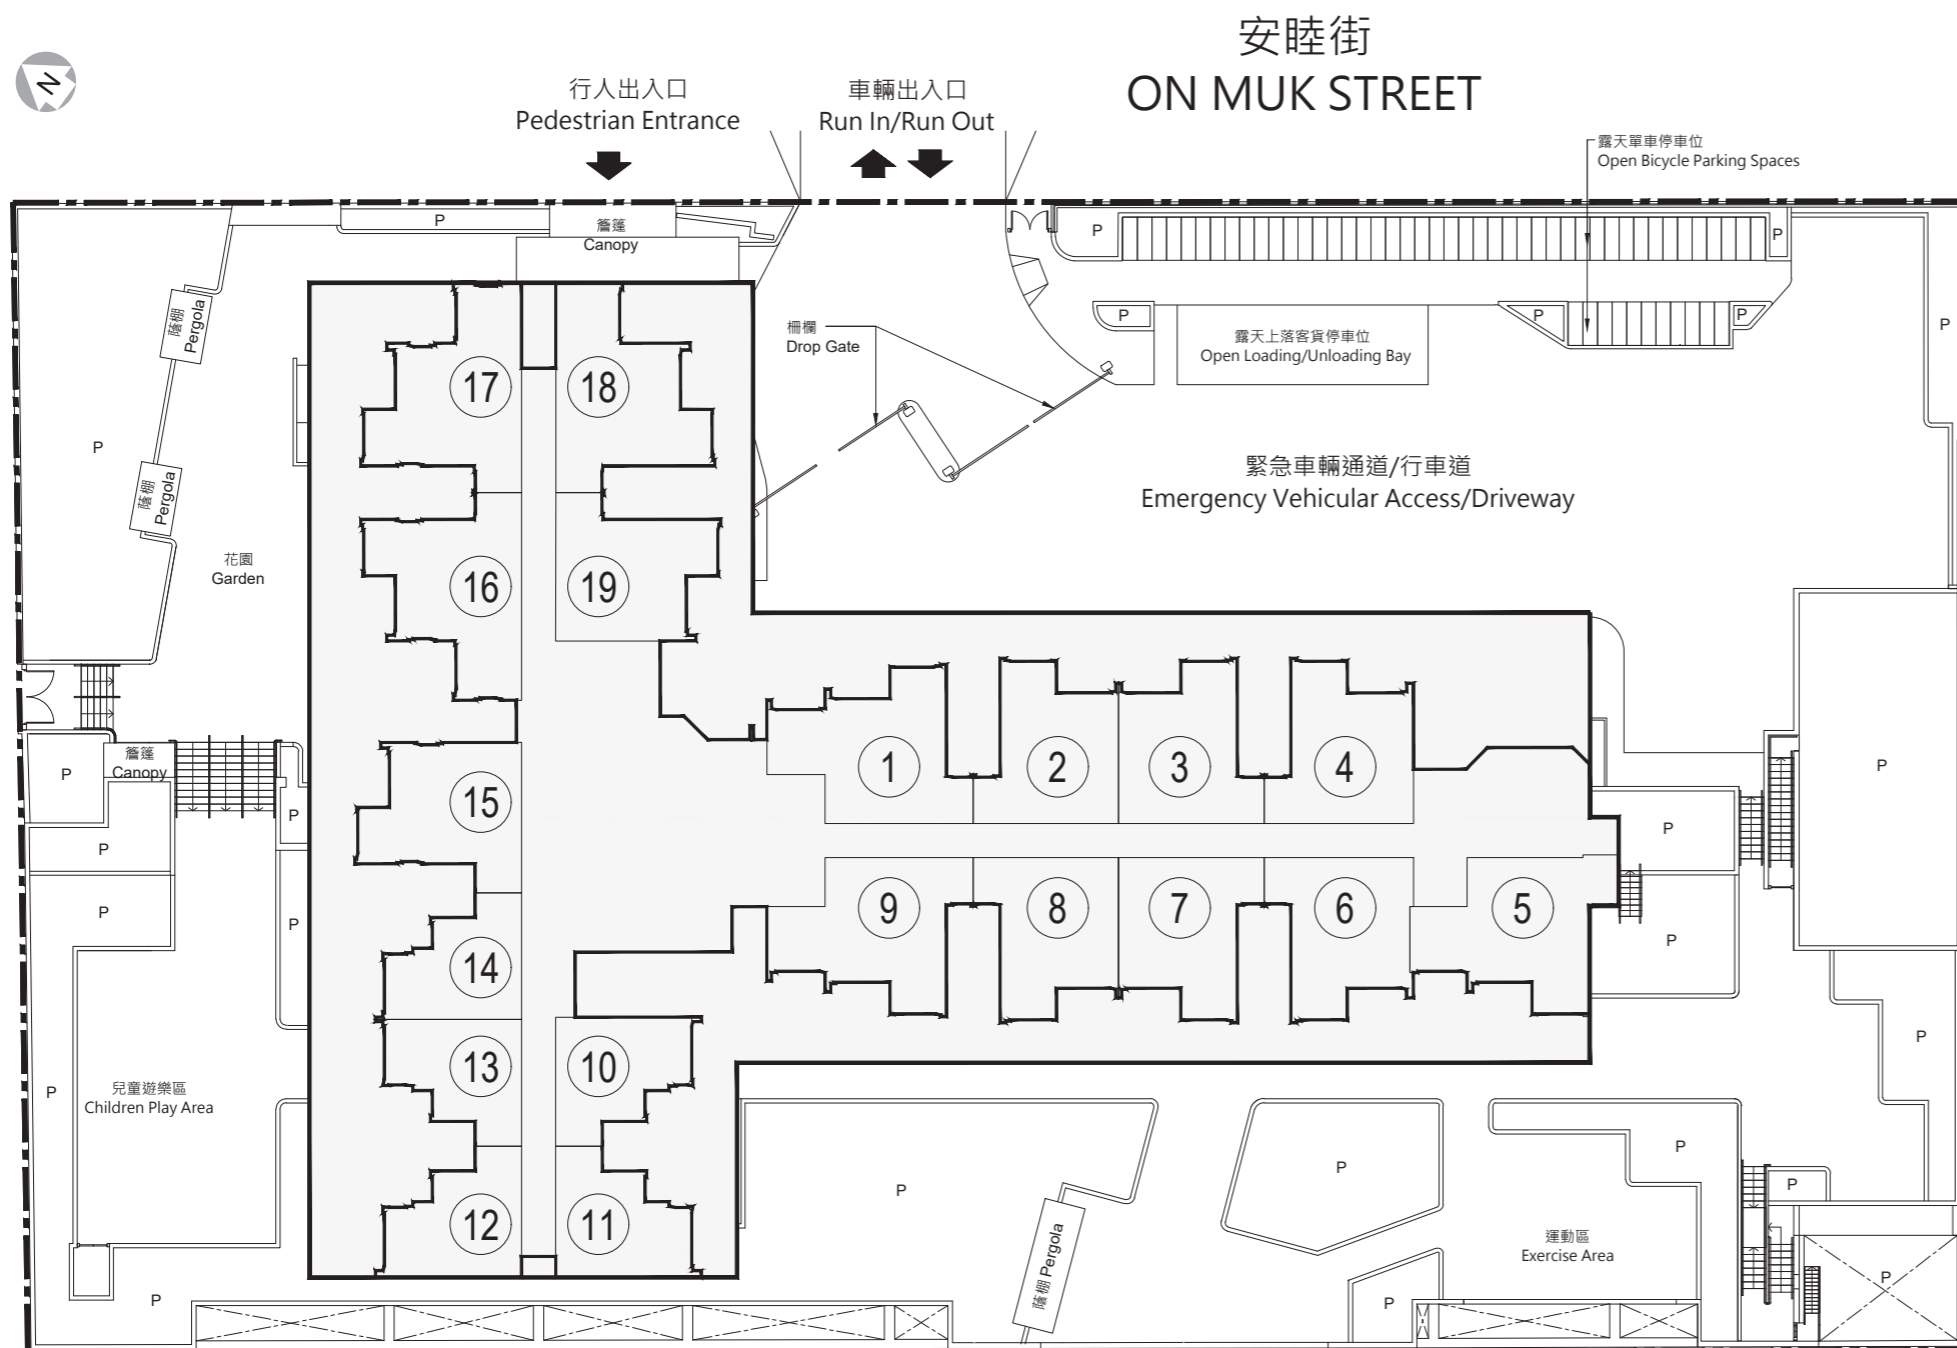 安睦街
ON MUK STREET
N
行人出入口
Pedestrian Entrance
車輛出入口
Run In/Run Out
露天單車停車位
Open Bicycle Parking Spaces
P
簷篷
Canopy
P
P
蔭棚
Pergola
柵欄
Drop Gate
P
露天上落客貨停車位
Open Loading/Unloading Bay
P
P
P
17
18
P
蔭棚
Pergola
緊急車輛通道/行車道
Emergency Vehicular Access/Driveway
花園
Garden
16
19
簷篷
Canopy
P
P
15
1
2
3
4
P
P
P
P
P
P
14
9
8
7
6
5
P
P
13
10
P
兒童遊樂區
Children Play Area
P
12
11
P
蔭棚 Pergola
P
P
P
運動區
Exercise Area
P
P
P